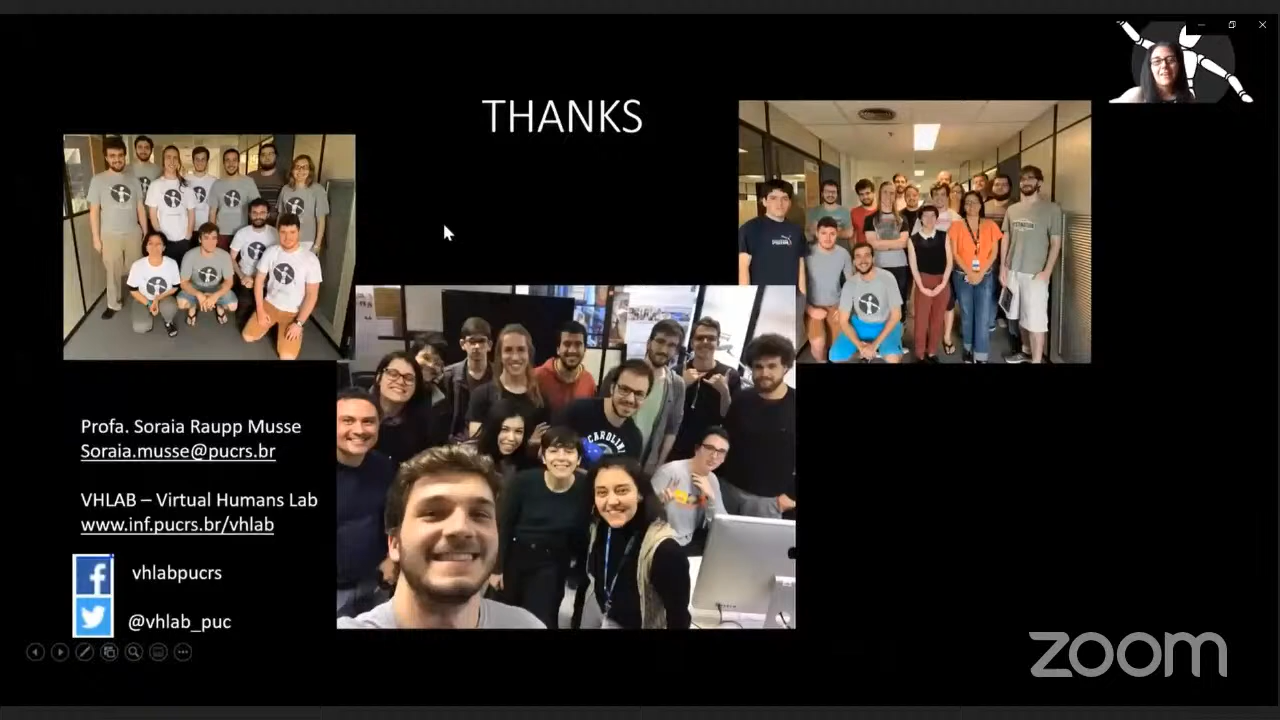 THANKS
Profa. Soraia Raupp Musse
Soraia.musse@pucrs.br
VHLAB – Virtual Humans Lab
www.inf.pucrs.br/vhlab
vhlabpucrs
@vhlab_puc
CAROLIN
zoom